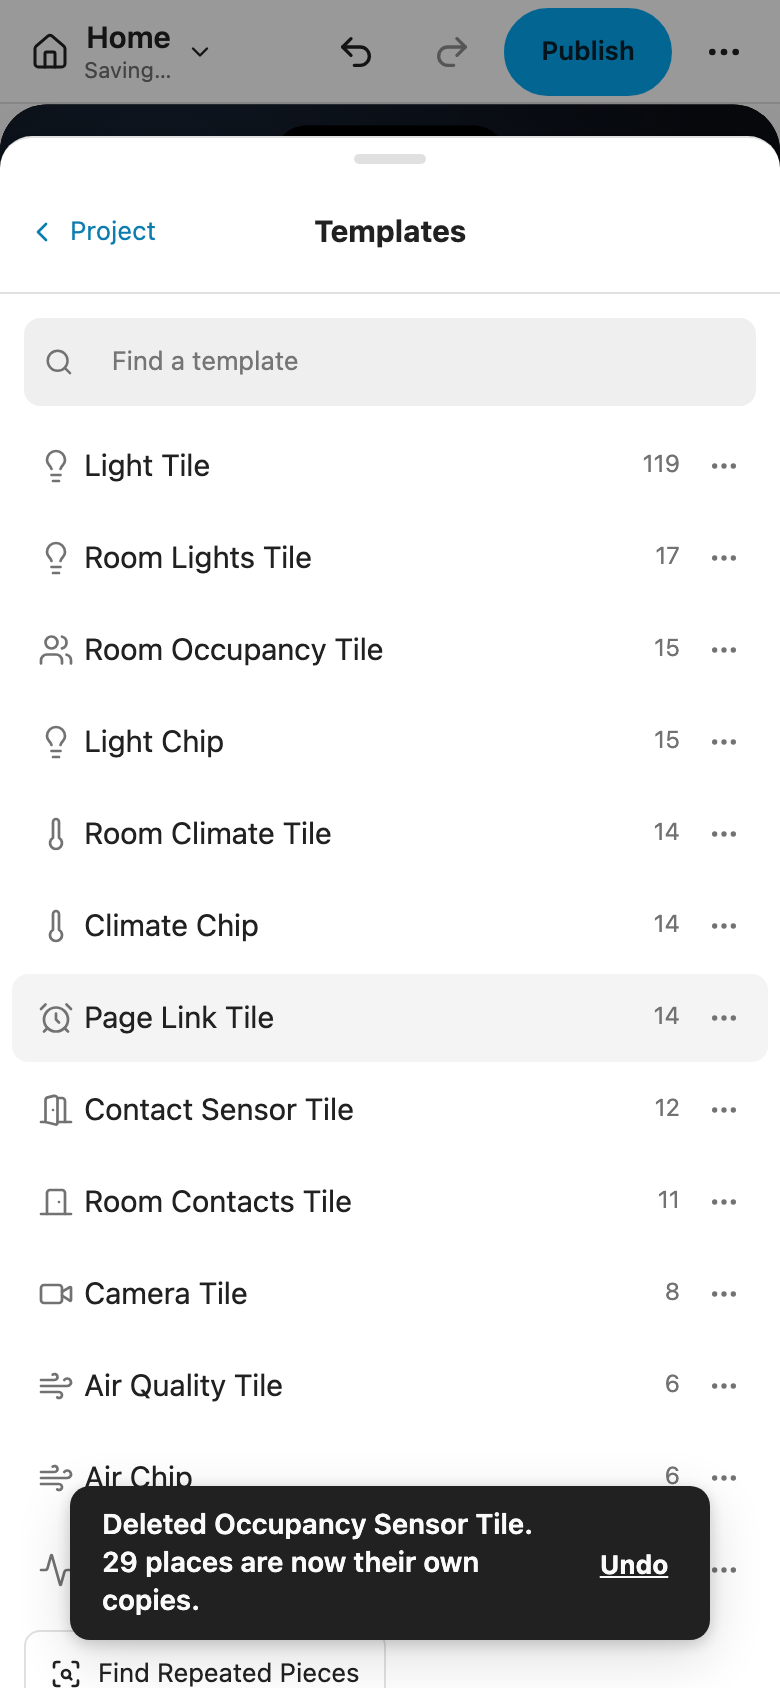 Home
Saving...
Publish
Project
Templates
Find a template
Light Tile 119
Room Lights Tile 17
Room Occupancy Tile 15
Light Chip 15
Room Climate Tile 14
Climate Chip 14
Page Link Tile 14
Contact Sensor Tile 12
Room Contacts Tile 11
Camera Tile 8
Air Quality Tile 6
Air Chip 6
Deleted Occupancy Sensor Tile.
29 places are now their own
copies.
Undo
Find Repeated Pieces